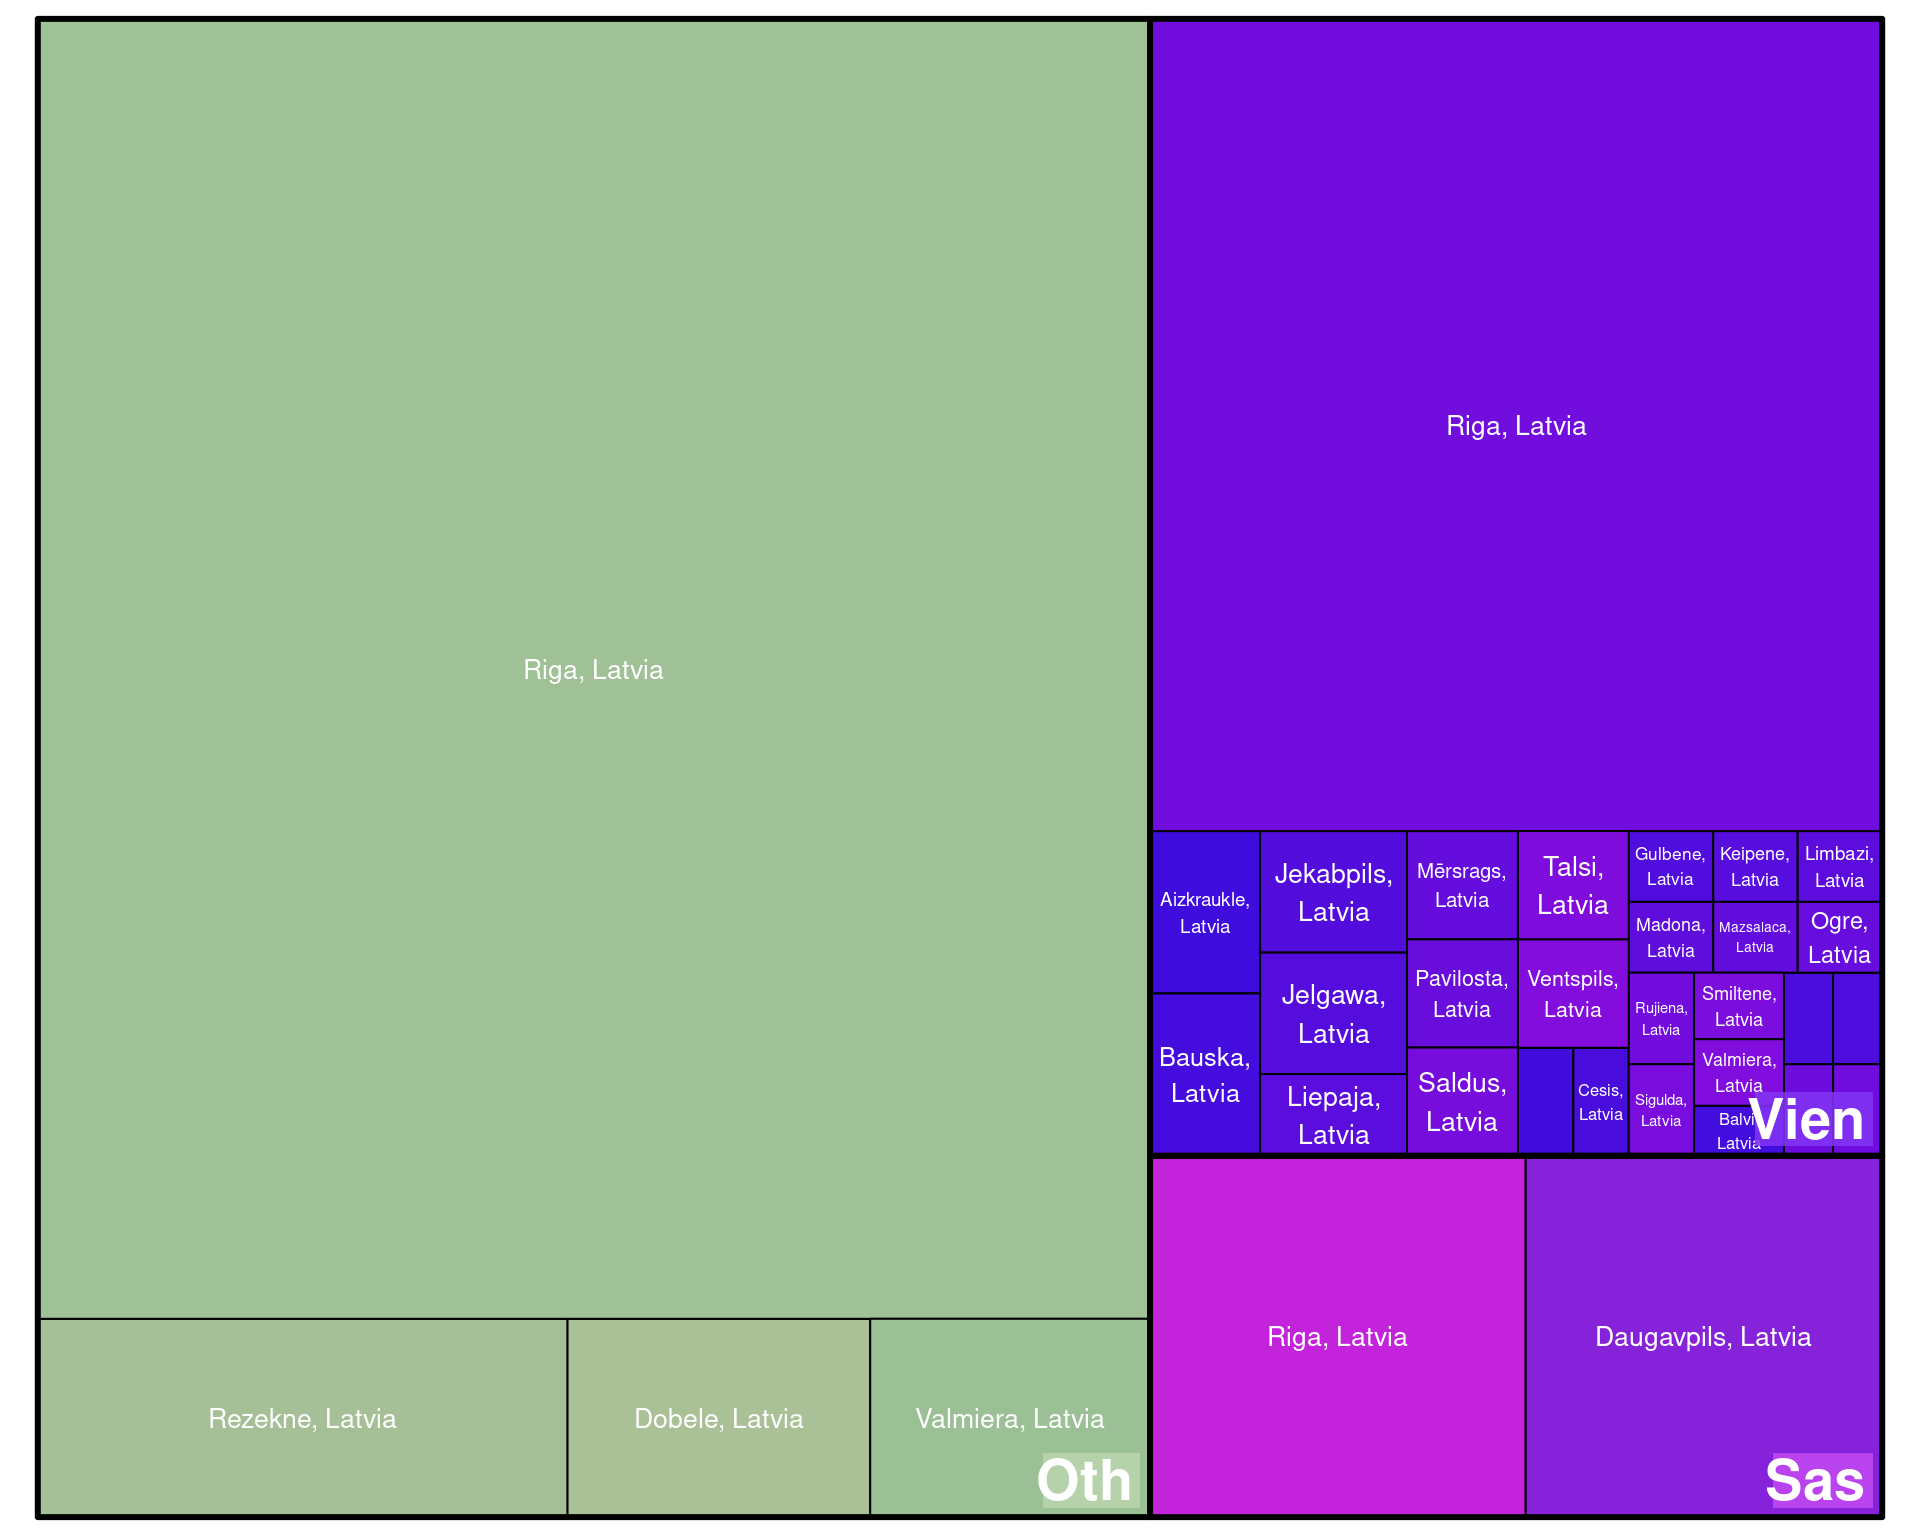 Riga, Latvia
Rezekne, Latvia
Dobele, Latvia
Valmiera, Latvia
Oth
Riga, Latvia
Aizkraukle,
Latvia
Bauska,
Latvia
Jekabpils,
Latvia
Jelgawa,
Latvia
Liepaja,
Latvia
Mērsrags,
Latvia
Pavilosta,
Latvia
Saldus,
Latvia
Talsi,
Latvia
Ventspils,
Latvia
Cesis,
Latvia
Gulbene,
Latvia
Keipene,
Latvia
Limbazi,
Latvia
Madona,
Latvia
Mazsalaca,
Latvia
Ogre,
Latvia
Rujiena,
Latvia
Sigulda,
Latvia
Smiltene,
Latvia
Valmiera,
Latvia
Balvi
Latvia
Vien
Riga, Latvia
Daugavpils, Latvia
Sas